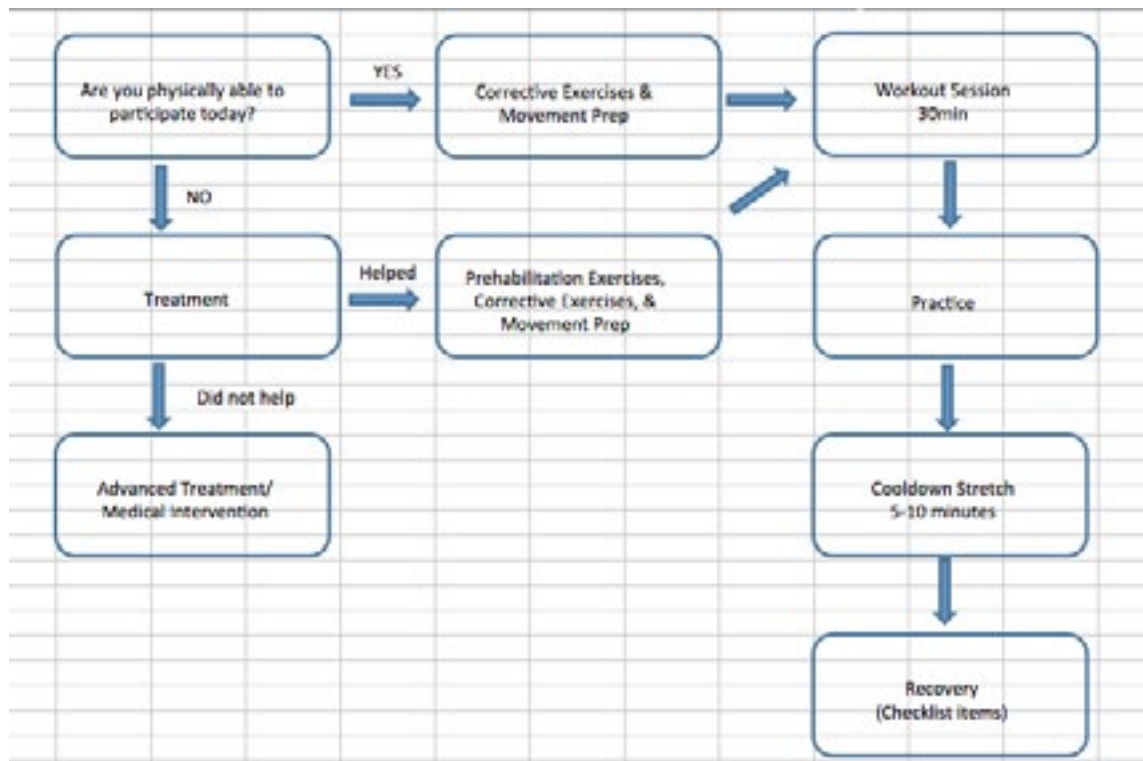 Are you physically able to
participate today?
YES
Corrective Exercises &
Movement Prep
Workout Session
30min
NO
Treatment
Helped
Prehabilitation Exercises,
Corrective Exercises, &
Movement Prep
Practice
Did not help
Advanced Treatment/
Medical Intervention
Cooldown Stretch
5-10 minutes
Recovery
(Checklist items)